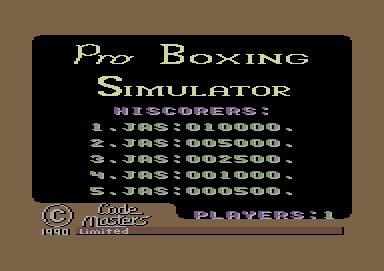 Pro BOXING
SIMULATOR
HISCORERS:
1.JAS:010000.
2.JAS:005000.
3.JAS:002500.
4.JAS:001000.
5.JAS:000500.
© Code Masters
PLAYERS:1
1990 Limited